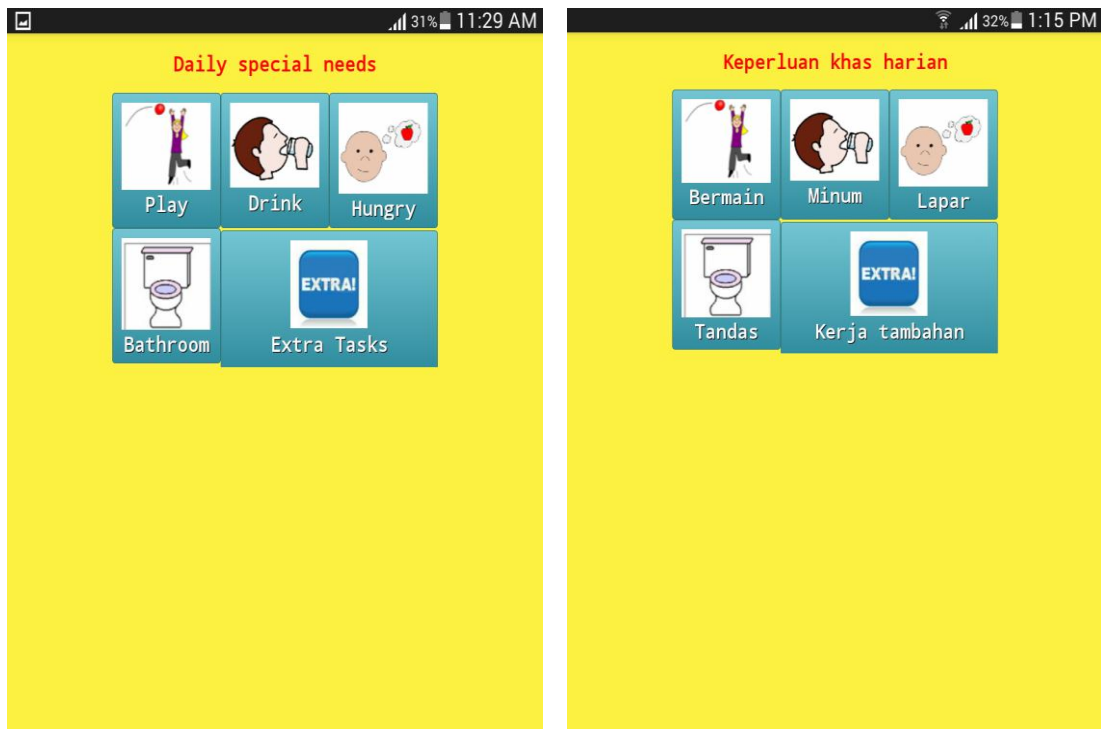 31% 11:29 AM
Daily special needs
Play Drink Hungry
EXTRA!
Bathroom Extra Tasks
32% 1:15 PM
Keperluan khas harian
Bermain Minum Lapar
EXTRA!
Tandas Kerja tambahan